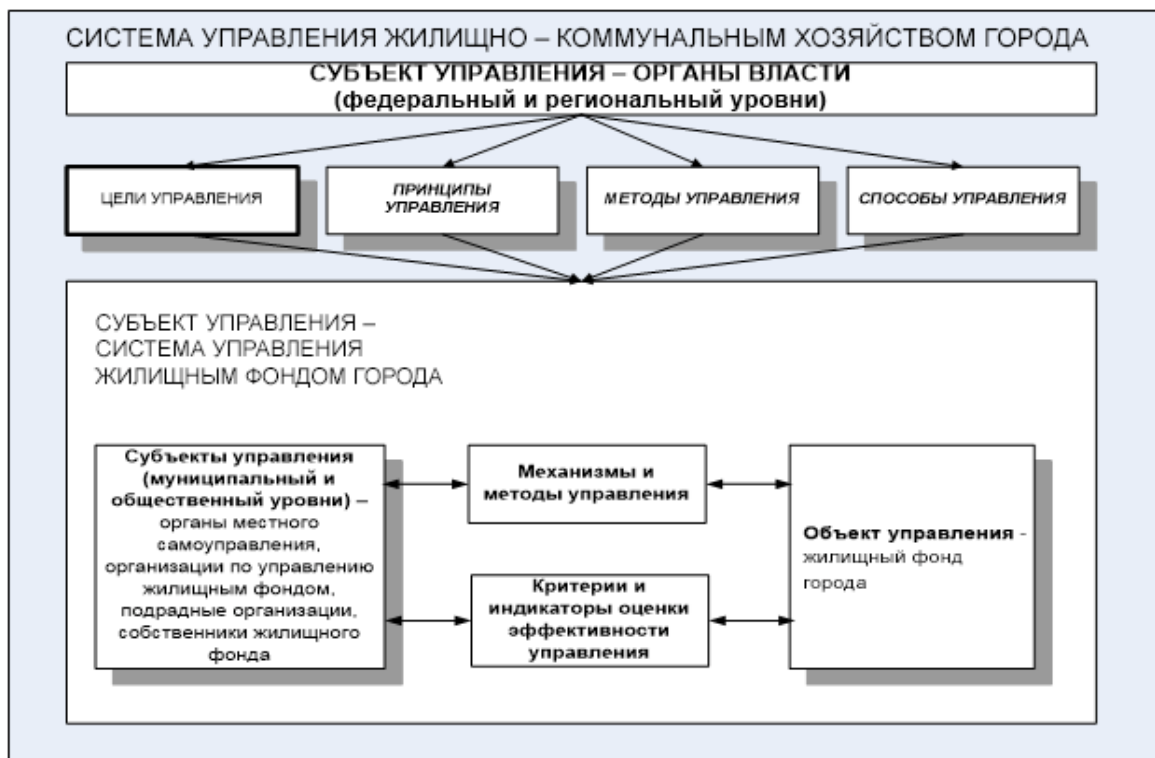 СИСТЕМА УПРАВЛЕНИЯ ЖИЛИЩНО – КОММУНАЛЬНЫМ ХОЗЯЙСТВОМ ГОРОДА
СУБЪЕКТ УПРАВЛЕНИЯ – ОРГАНЫ ВЛАСТИ
(федеральный и региональный уровни)
ЦЕЛИ УПРАВЛЕНИЯ
ПРИНЦИПЫ
УПРАВЛЕНИЯ
МЕТОДЫ УПРАВЛЕНИЯ
СПОСОБЫ УПРАВЛЕНИЯ
СУБЪЕКТ УПРАВЛЕНИЯ –
СИСТЕМА УПРАВЛЕНИЯ
ЖИЛИЩНЫМ ФОНДОМ ГОРОДА
Субъекты управления
(муниципальный и
общественный уровни) –
органы местного
самоуправления,
организации по управлению
жилищным фондом,
подрадные организации,
собственники жилищного
фонда
Механизмы и
методы управления
Критерии и
индикаторы оценки
эффективности
управления
Объект управления -
жилищный фонд
города